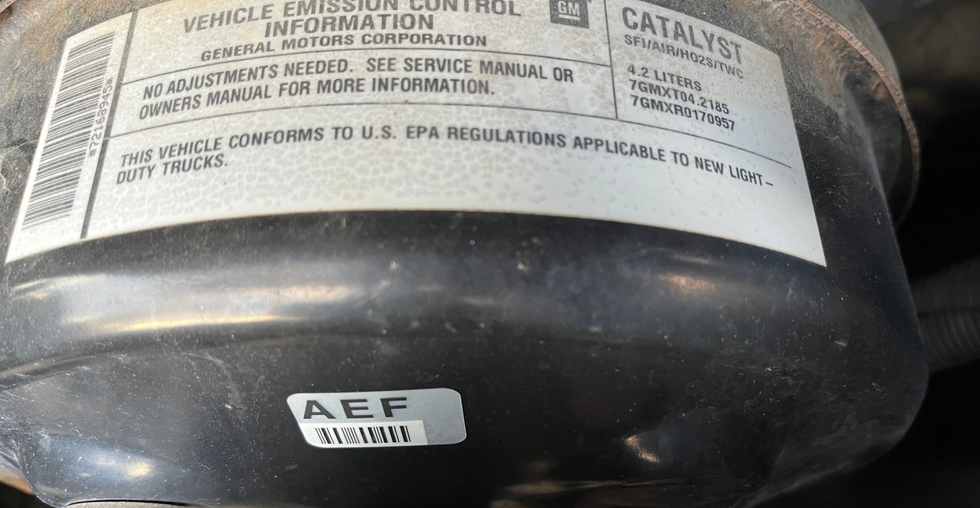 VEHICLE EMISSION CONTROL
INFORMATION
GENERAL MOTORS CORPORATION
GM
NO ADJUSTMENTS NEEDED. SEE SERVICE MANUAL OR
OWNERS MANUAL FOR MORE INFORMATION.
CATALYST
SFI/AIR/HO2S/TWC
4.2 LITERS
7GMXT04.2185
7GMXR0170957
THIS VEHICLE CONFORMS TO U.S. EPA REGULATIONS APPLICABLE TO NEW LIGHT–
DUTY TRUCKS.
*72168945*
AEF